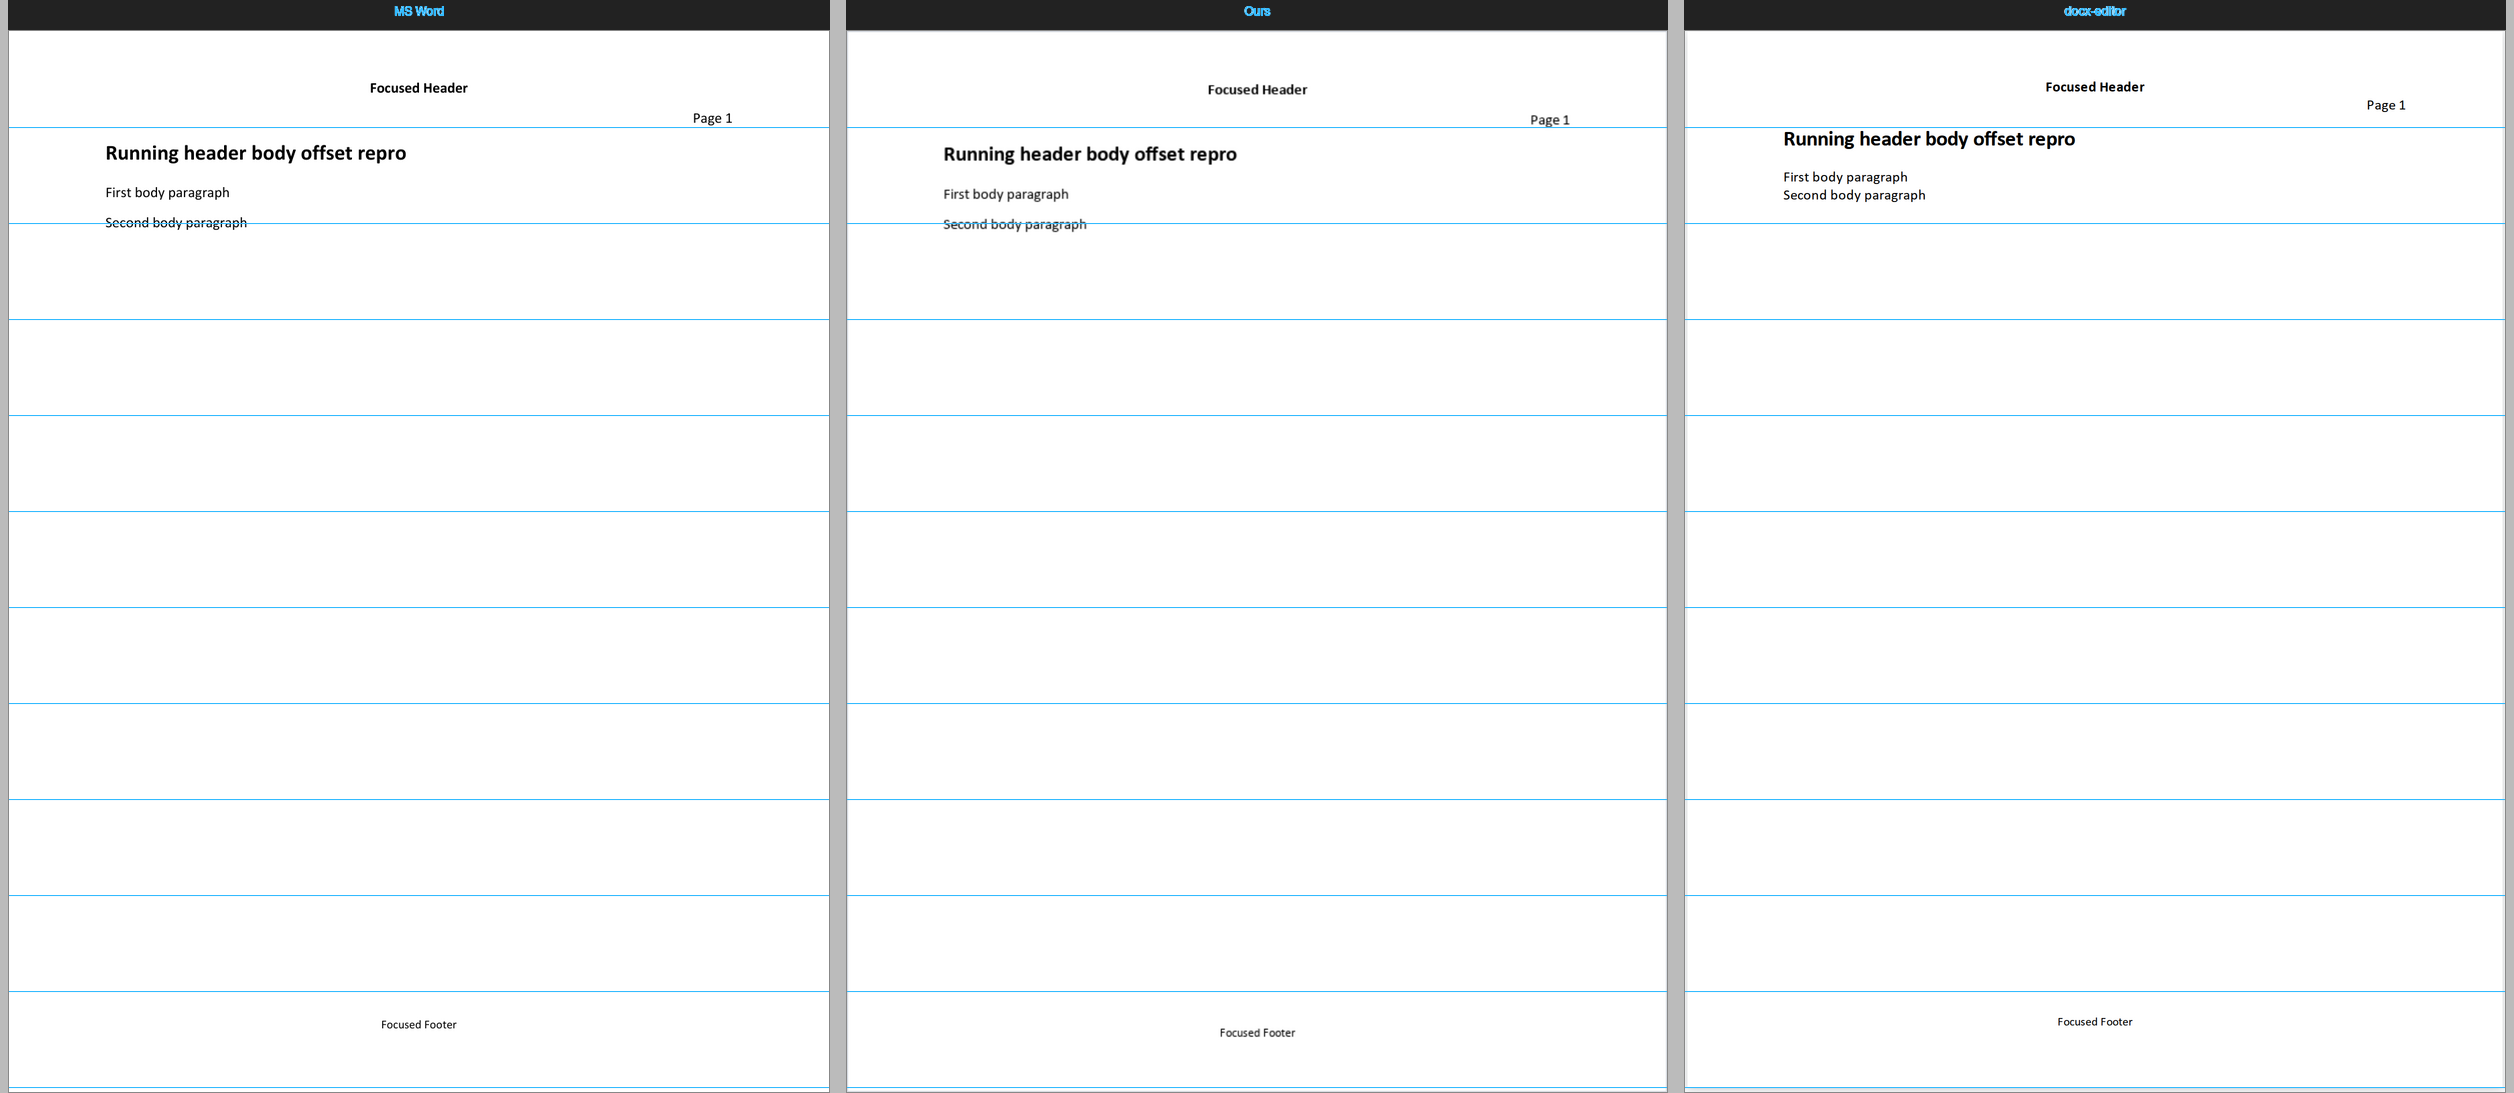 MS Word
Focused Header
Page 1
Running header body offset repro
First body paragraph
Second body paragraph
Focused Footer
Ours
Focused Header
Page 1
Running header body offset repro
First body paragraph
Second body paragraph
Focused Footer
docx-editor
Focused Header
Page 1
Running header body offset repro
First body paragraph
Second body paragraph
Focused Footer